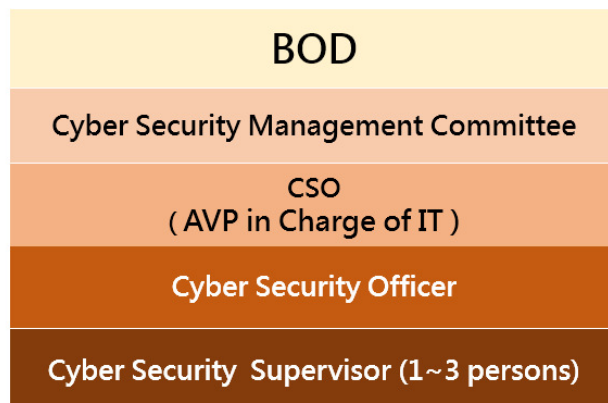 BOD
Cyber Security Management Committee
CSO
( AVP in Charge of IT )
Cyber Security Officer
Cyber Security Supervisor (1~3 persons)